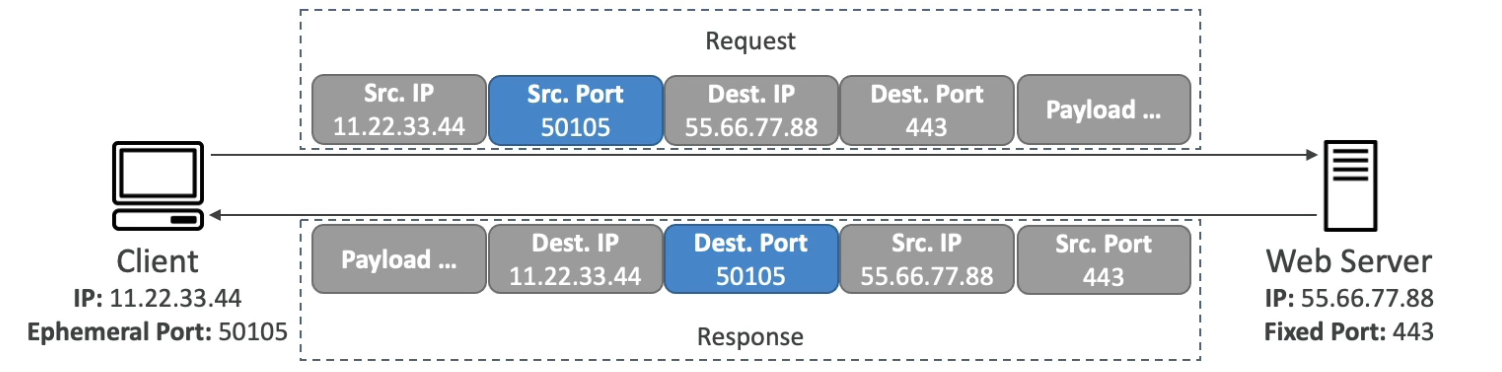 Request
Src. IP
11.22.33.44
Src. Port
50105
Dest. IP
55.66.77.88
Dest. Port
443
Payload ...
Client
IP: 11.22.33.44
Ephemeral Port: 50105
Payload ...
Dest. IP
11.22.33.44
Dest. Port
50105
Src. IP
55.66.77.88
Src. Port
443
Response
Web Server
IP: 55.66.77.88
Fixed Port: 443